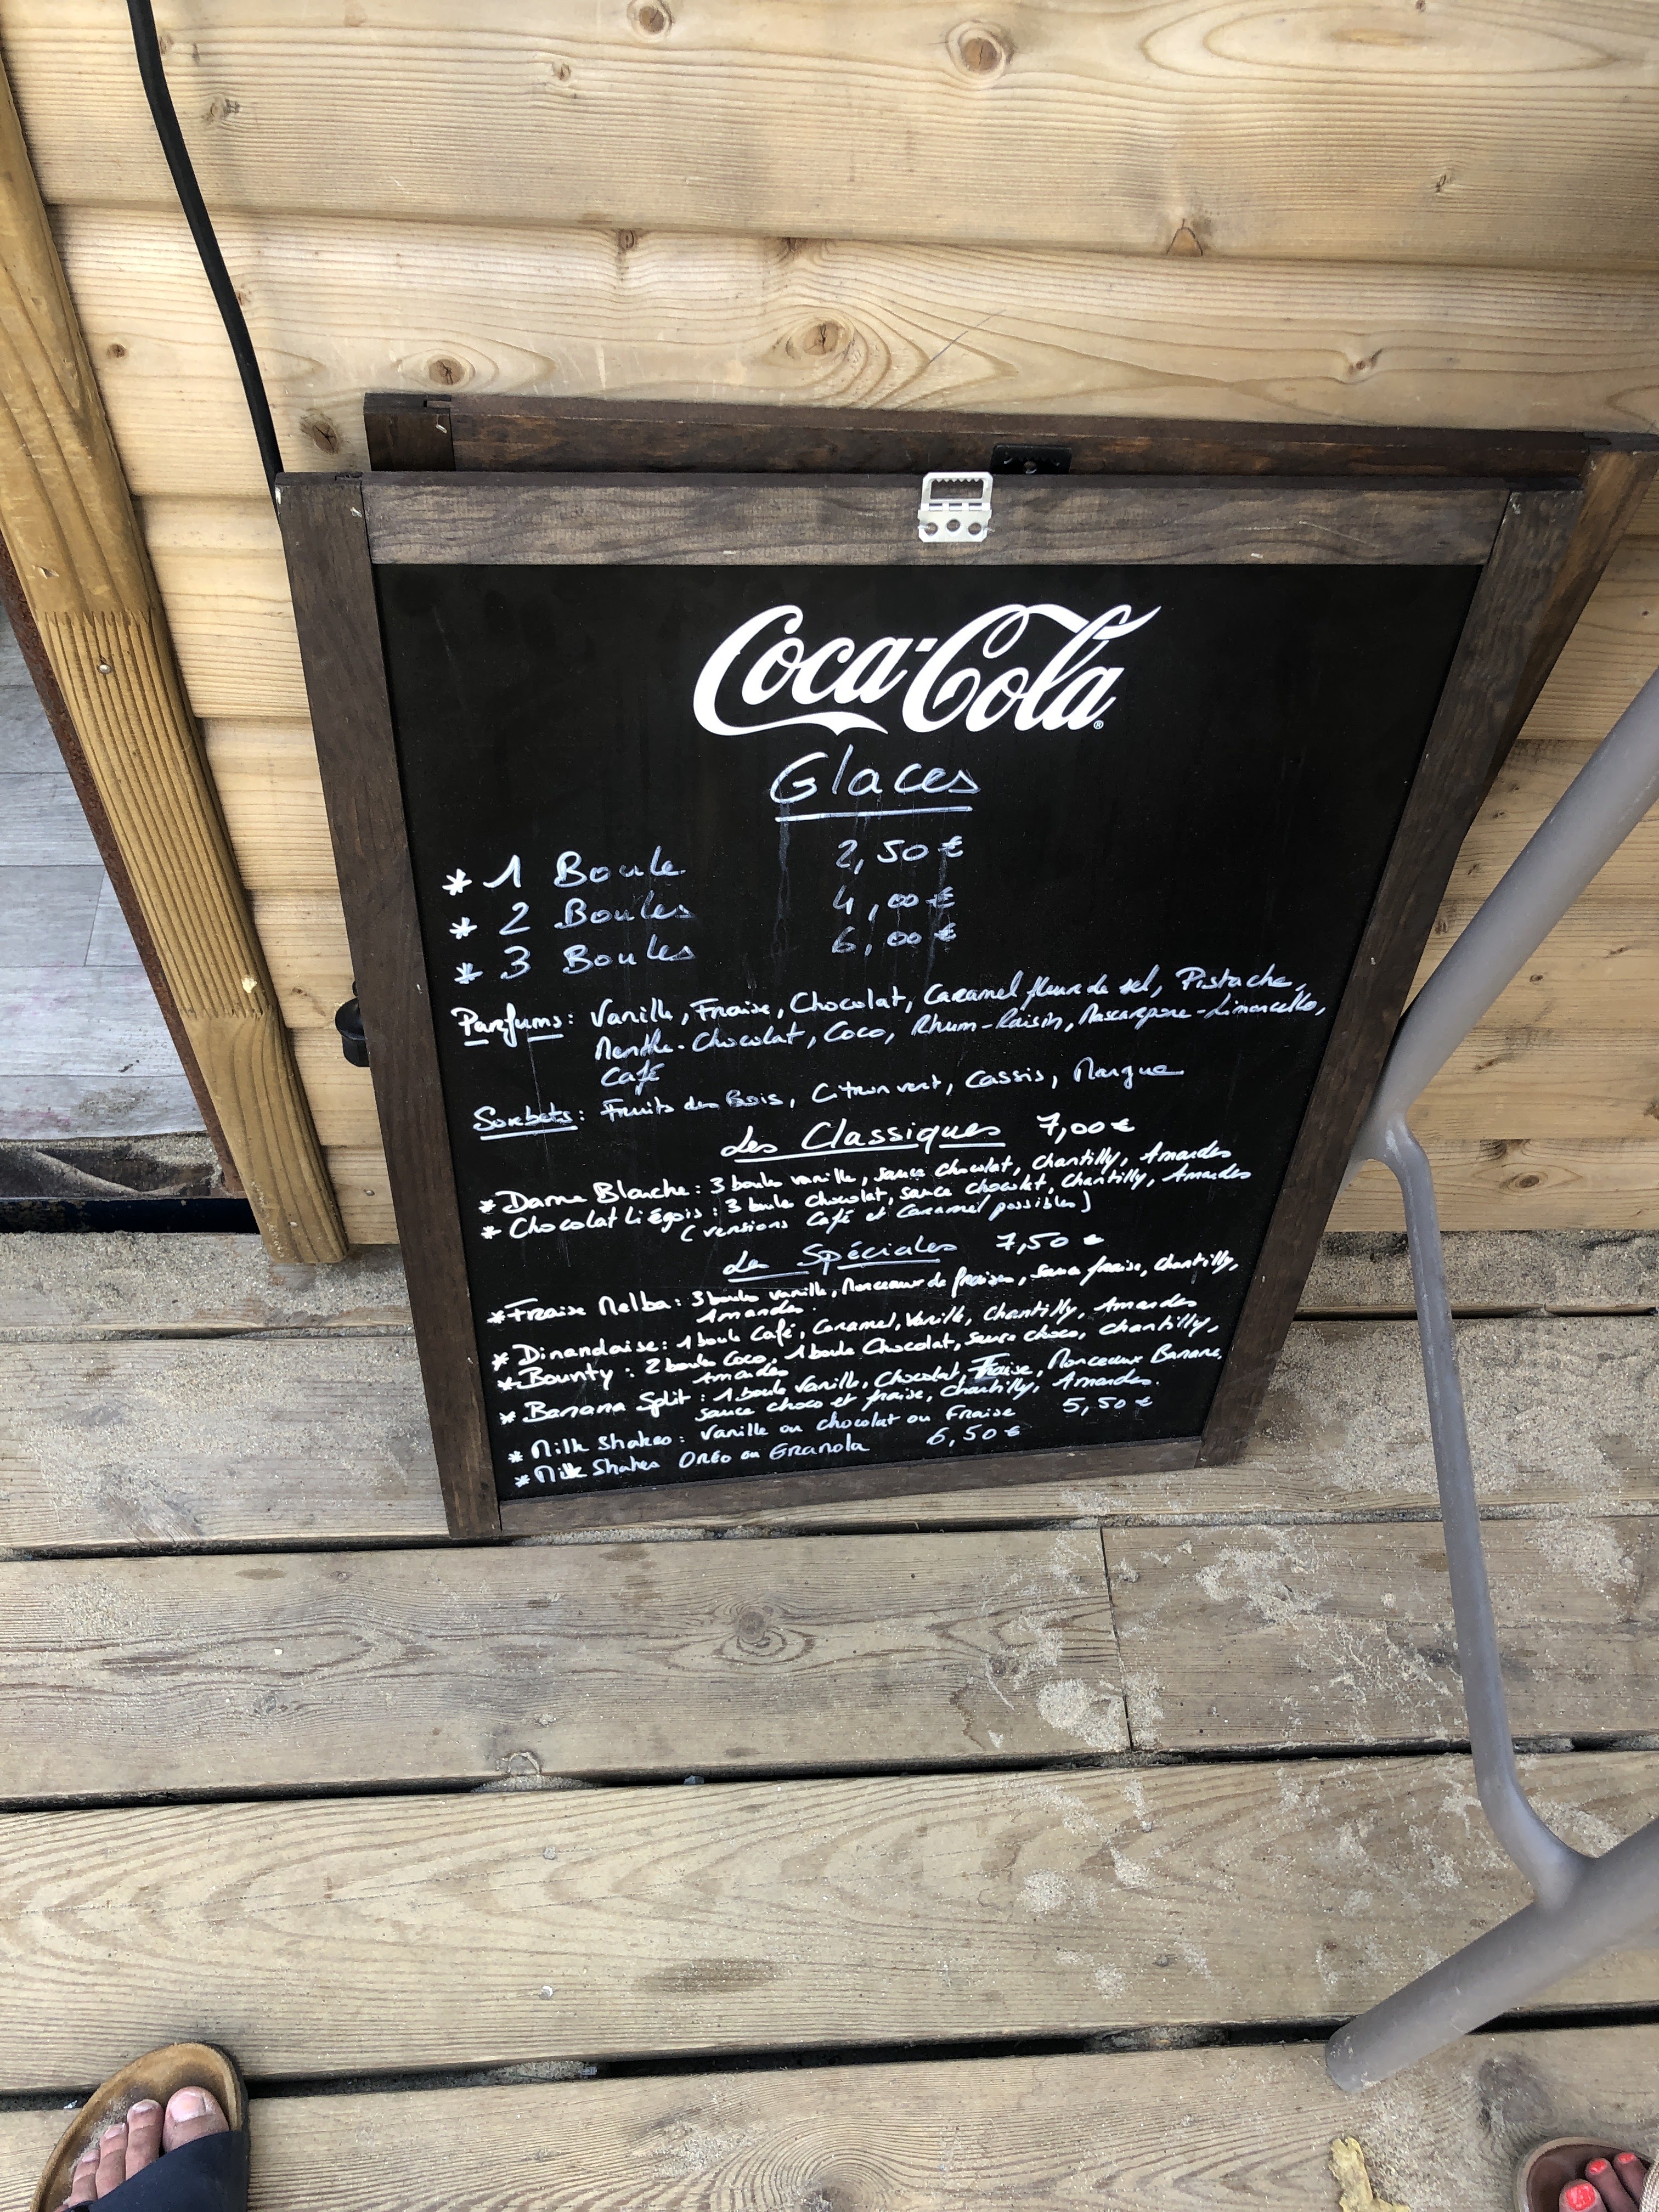 Coca-Cola
Glaces
* 1 Boule 2,50 €
* 2 Boules 4,00 €
* 3 Boules 6,00 €
Parfums: Vanille, Fraise, Chocolat, Caramel fleur de sel, Pistache,
Menthe-Chocolat, Coco, Rhum-Raisin, Mascarpone-Limoncello,
Café
Sorbets: Fruits des Bois, Citron vert, Cassis, Mangue
Les Classiques 7,00 €
* Dame Blanche: 3 boules vanille, sauce chocolat, chantilly, Amandes
* Chocolat Liégois: 3 boules chocolat, sauce chocolat, chantilly, Amandes
(versions Café et Caramel possibles)
Les Spéciales 7,50 €
* Fraise Melba: 3 boules vanille, Morceaux de fraises, sauce fraise, chantilly,
Amandes.
* Dinandaise: 1 boule Café, Caramel, Vanille, Chantilly, Amandes
* Bounty: 2 boules Coco, 1 boule Chocolat, sauce choco, chantilly,
Amandes
* Banana Split: 1 boule Vanille, Chocolat, Fraise, Morceaux Banane,
sauce choco et fraise, chantilly, Amandes.
* Milk Shakes: Vanille ou chocolat ou Fraise 5,50 €
* Milk Shakes OREO ou GRANOLA 6,50 €